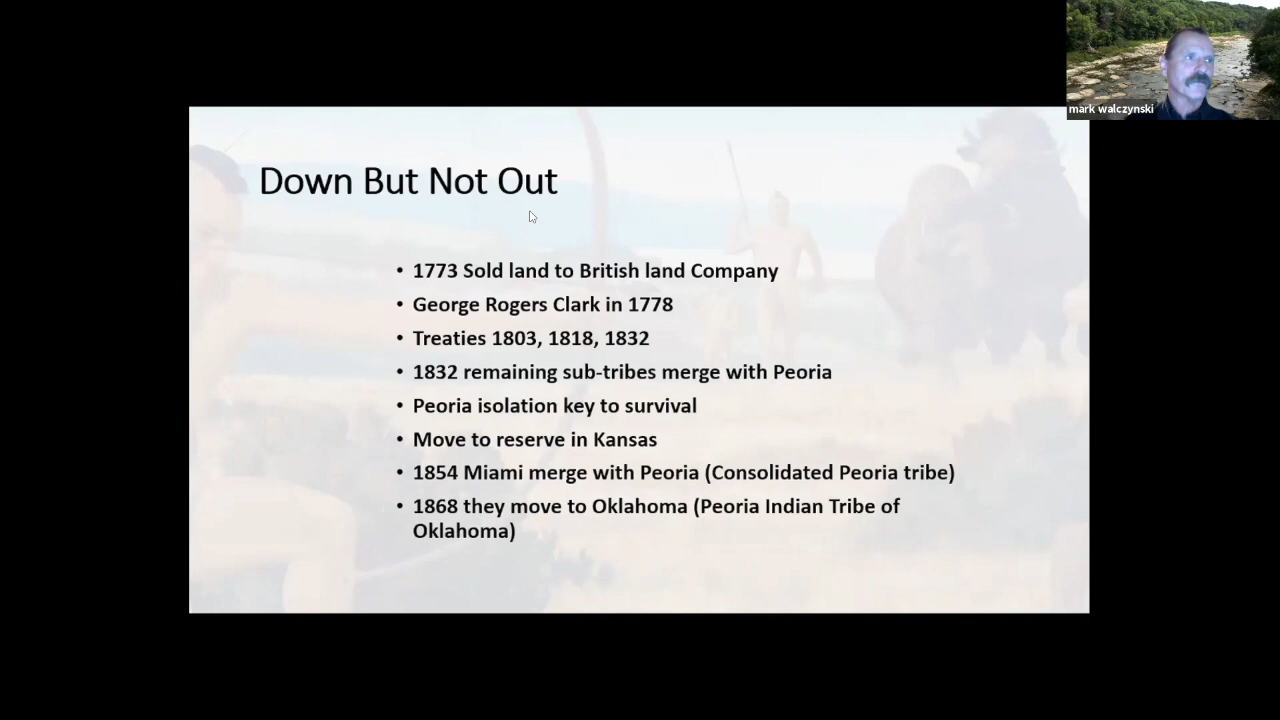 mark walczynski
Down But Not Out
• 1773 Sold land to British land Company
• George Rogers Clark in 1778
• Treaties 1803, 1818, 1832
• 1832 remaining sub-tribes merge with Peoria
• Peoria isolation key to survival
• Move to reserve in Kansas
• 1854 Miami merge with Peoria (Consolidated Peoria tribe)
• 1868 they move to Oklahoma (Peoria Indian Tribe of
Oklahoma)